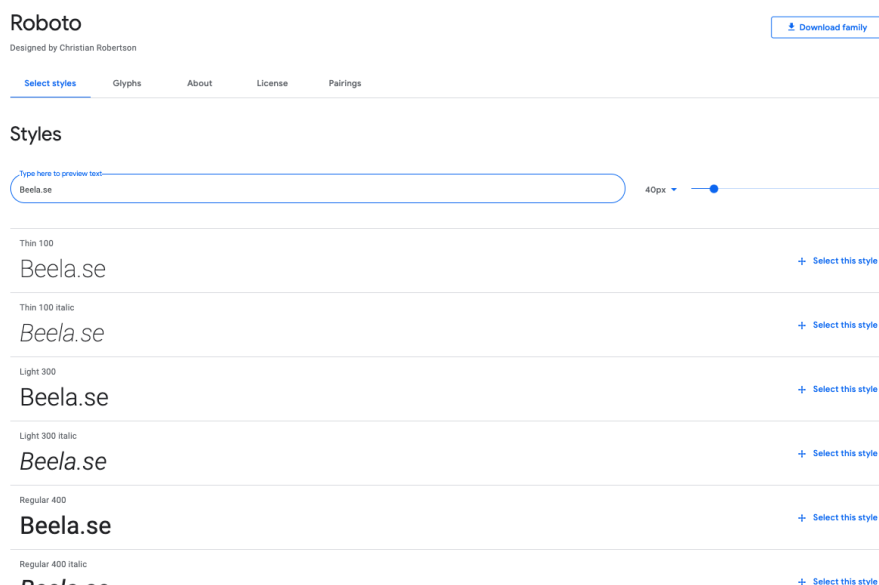 Roboto
Download family
Designed by Christian Robertson
Select styles Glyphs About License Pairings
Styles
Type here to preview text
Beela.se
40px
Thin 100
Beela.se
Select this style
Thin 100 italic
Beela.se
Select this style
Light 300
Beela.se
Select this style
Light 300 italic
Beela.se
Select this style
Regular 400
Beela.se
Select this style
Regular 400 italic
Beela.se
Select this style